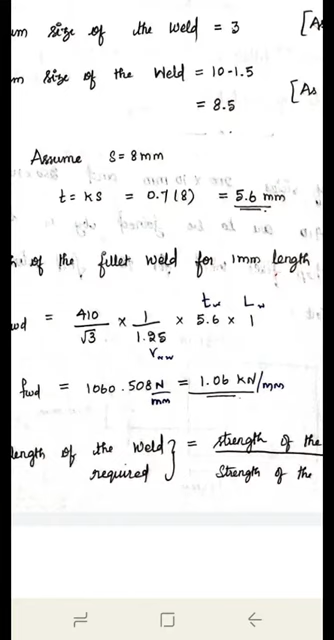 um size of the weld = 3 [As
m size of the weld = 10-1.5 [As
= 8.5
Assume S = 8mm
t = KS = 0.7(8) = 5.6 mm
of the fillet weld for 1mm length
tw Lw
wd = 410/√3 × 1/1.25 × 5.6 × 1
γmw
fwd = 1060.508 N/mm = 1.06 KN/mm
length of the weld required } = strength of the / Strength of the